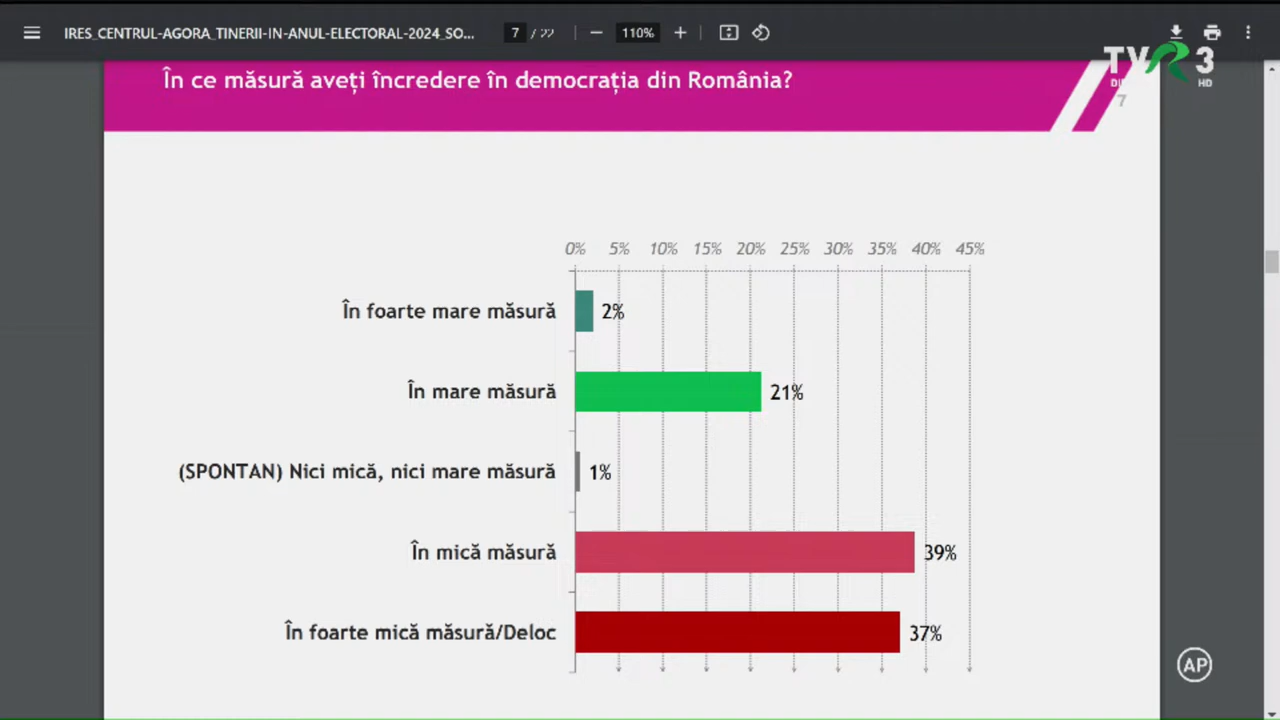 IRES_CENTRUL-AGORA_TINERII-IN-ANUL-ELECTORAL-2024_SO...
7 / 22
110%
TVR 3
HD
În ce măsură aveți încredere în democrația din România?
7
0% 5% 10% 15% 20% 25% 30% 35% 40% 45%
În foarte mare măsură 2%
În mare măsură 21%
(SPONTAN) Nici mică, nici mare măsură 1%
În mică măsură 39%
În foarte mică măsură/Deloc 37%
AP